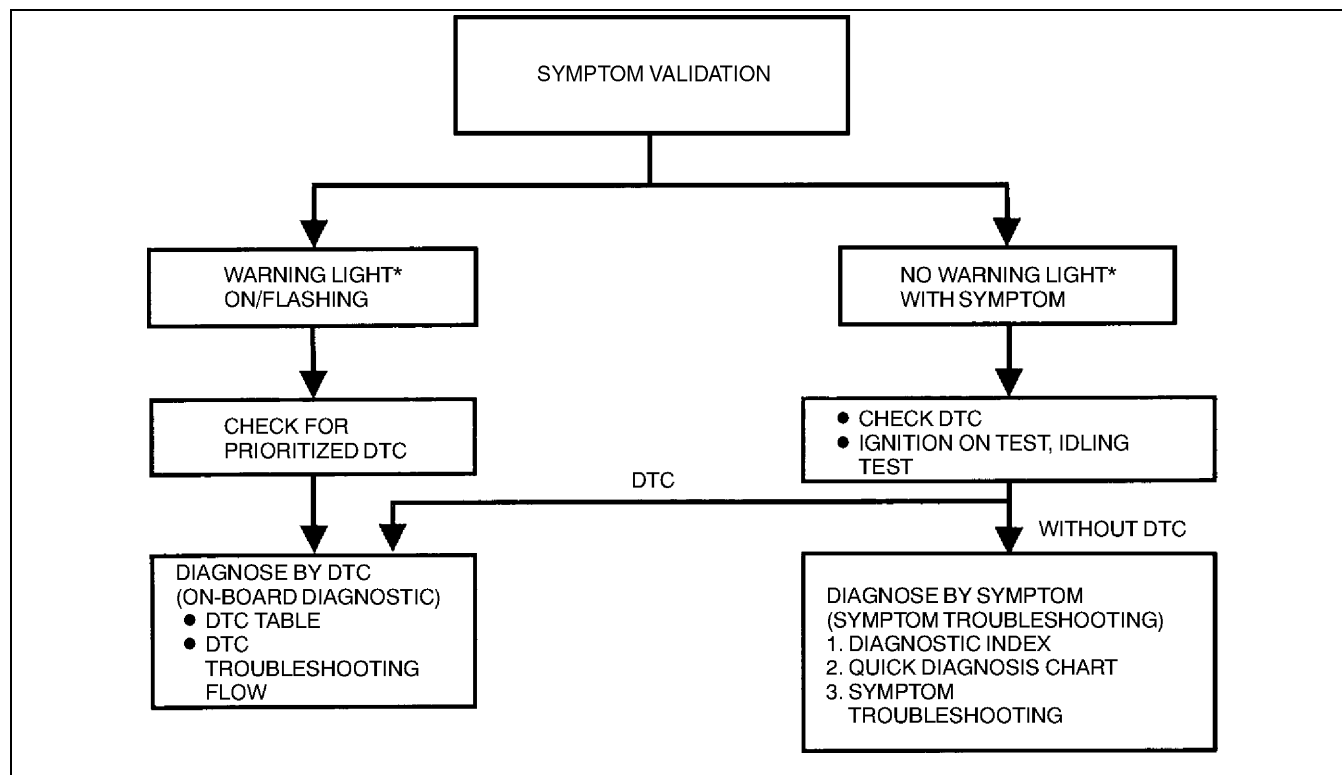 SYMPTOM VALIDATION
WARNING LIGHT*
ON/FLASHING
NO WARNING LIGHT*
WITH SYMPTOM
CHECK FOR
PRIORITIZED DTC
● CHECK DTC
● IGNITION ON TEST, IDLING
TEST
DTC
WITHOUT DTC
DIAGNOSE BY DTC
(ON-BOARD DIAGNOSTIC)
● DTC TABLE
● DTC
TROUBLESHOOTING
FLOW
DIAGNOSE BY SYMPTOM
(SYMPTOM TROUBLESHOOTING)
1. DIAGNOSTIC INDEX
2. QUICK DIAGNOSIS CHART
3. SYMPTOM
TROUBLESHOOTING